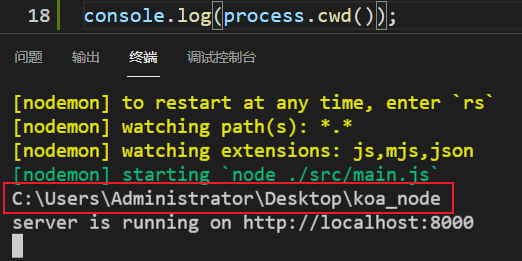 18 console.log(process.cwd());
问题 输出 终端 调试控制台
[nodemon] to restart at any time, enter `rs`
[nodemon] watching path(s): *.*
[nodemon] watching extensions: js,mjs,json
[nodemon] starting `node ./src/main.js`
C:\Users\Administrator\Desktop\koa_node
server is running on http://localhost:8000